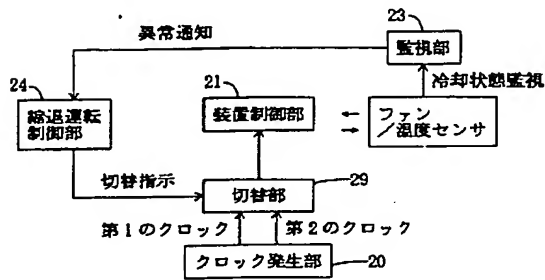 23
監視部
異常通知
冷却状態監視
24
縮退運転
制御部
21
装置制御部
ファン
/温度センサ
切替指示
切替部
29
第1のクロック
第2のクロック
クロック発生部
20